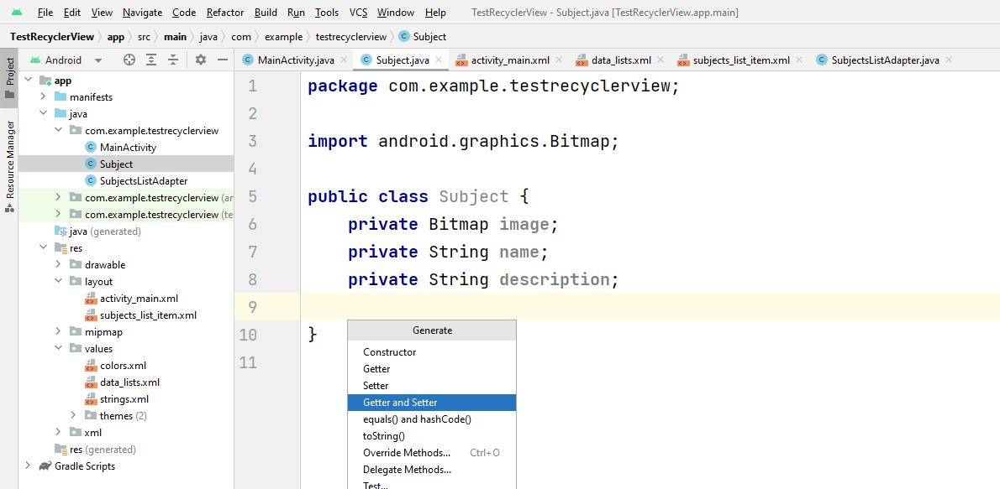 File Edit View Navigate Code Refactor Build Run Tools VCS Window Help TestRecyclerView - Subject.java [TestRecyclerView.app.main]
TestRecyclerView app src main java com example testrecyclerview C Subject
Project
Resource Manager
Android
app
manifests
java
com.example.testrecyclerview
C MainActivity
C Subject
C SubjectsListAdapter
com.example.testrecyclerview (an
com.example.testrecyclerview (te
java (generated)
res
drawable
layout
activity_main.xml
subjects_list_item.xml
mipmap
values
colors.xml
data_lists.xml
strings.xml
themes (2)
xml
res (generated)
Gradle Scripts
C MainActivity.java C Subject.java activity_main.xml data_lists.xml subjects_list_item.xml C SubjectsListAdapter.java
1 package com.example.testrecyclerview;
2
3 import android.graphics.Bitmap;
4
5 public class Subject {
6 private Bitmap image;
7 private String name;
8 private String description;
9
10 }
11
Generate
Constructor
Getter
Setter
Getter and Setter
equals() and hashCode()
toString()
Override Methods... Ctrl+O
Delegate Methods...
Test...